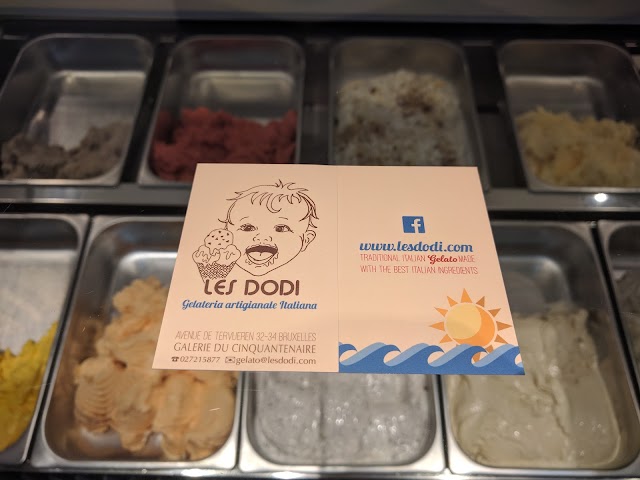 LES DODI
Gelateria artigianale Italiana
AVENUE DE TERVUEREN 32-34 BRUXELLES
GALERIE DU CINQUANTENAIRE
☎027215877 ✉gelato@lesdodi.com
f
www.lesdodi.com
TRADITIONAL ITALIAN Gelato MADE
WITH THE BEST ITALIAN INGREDIENTS